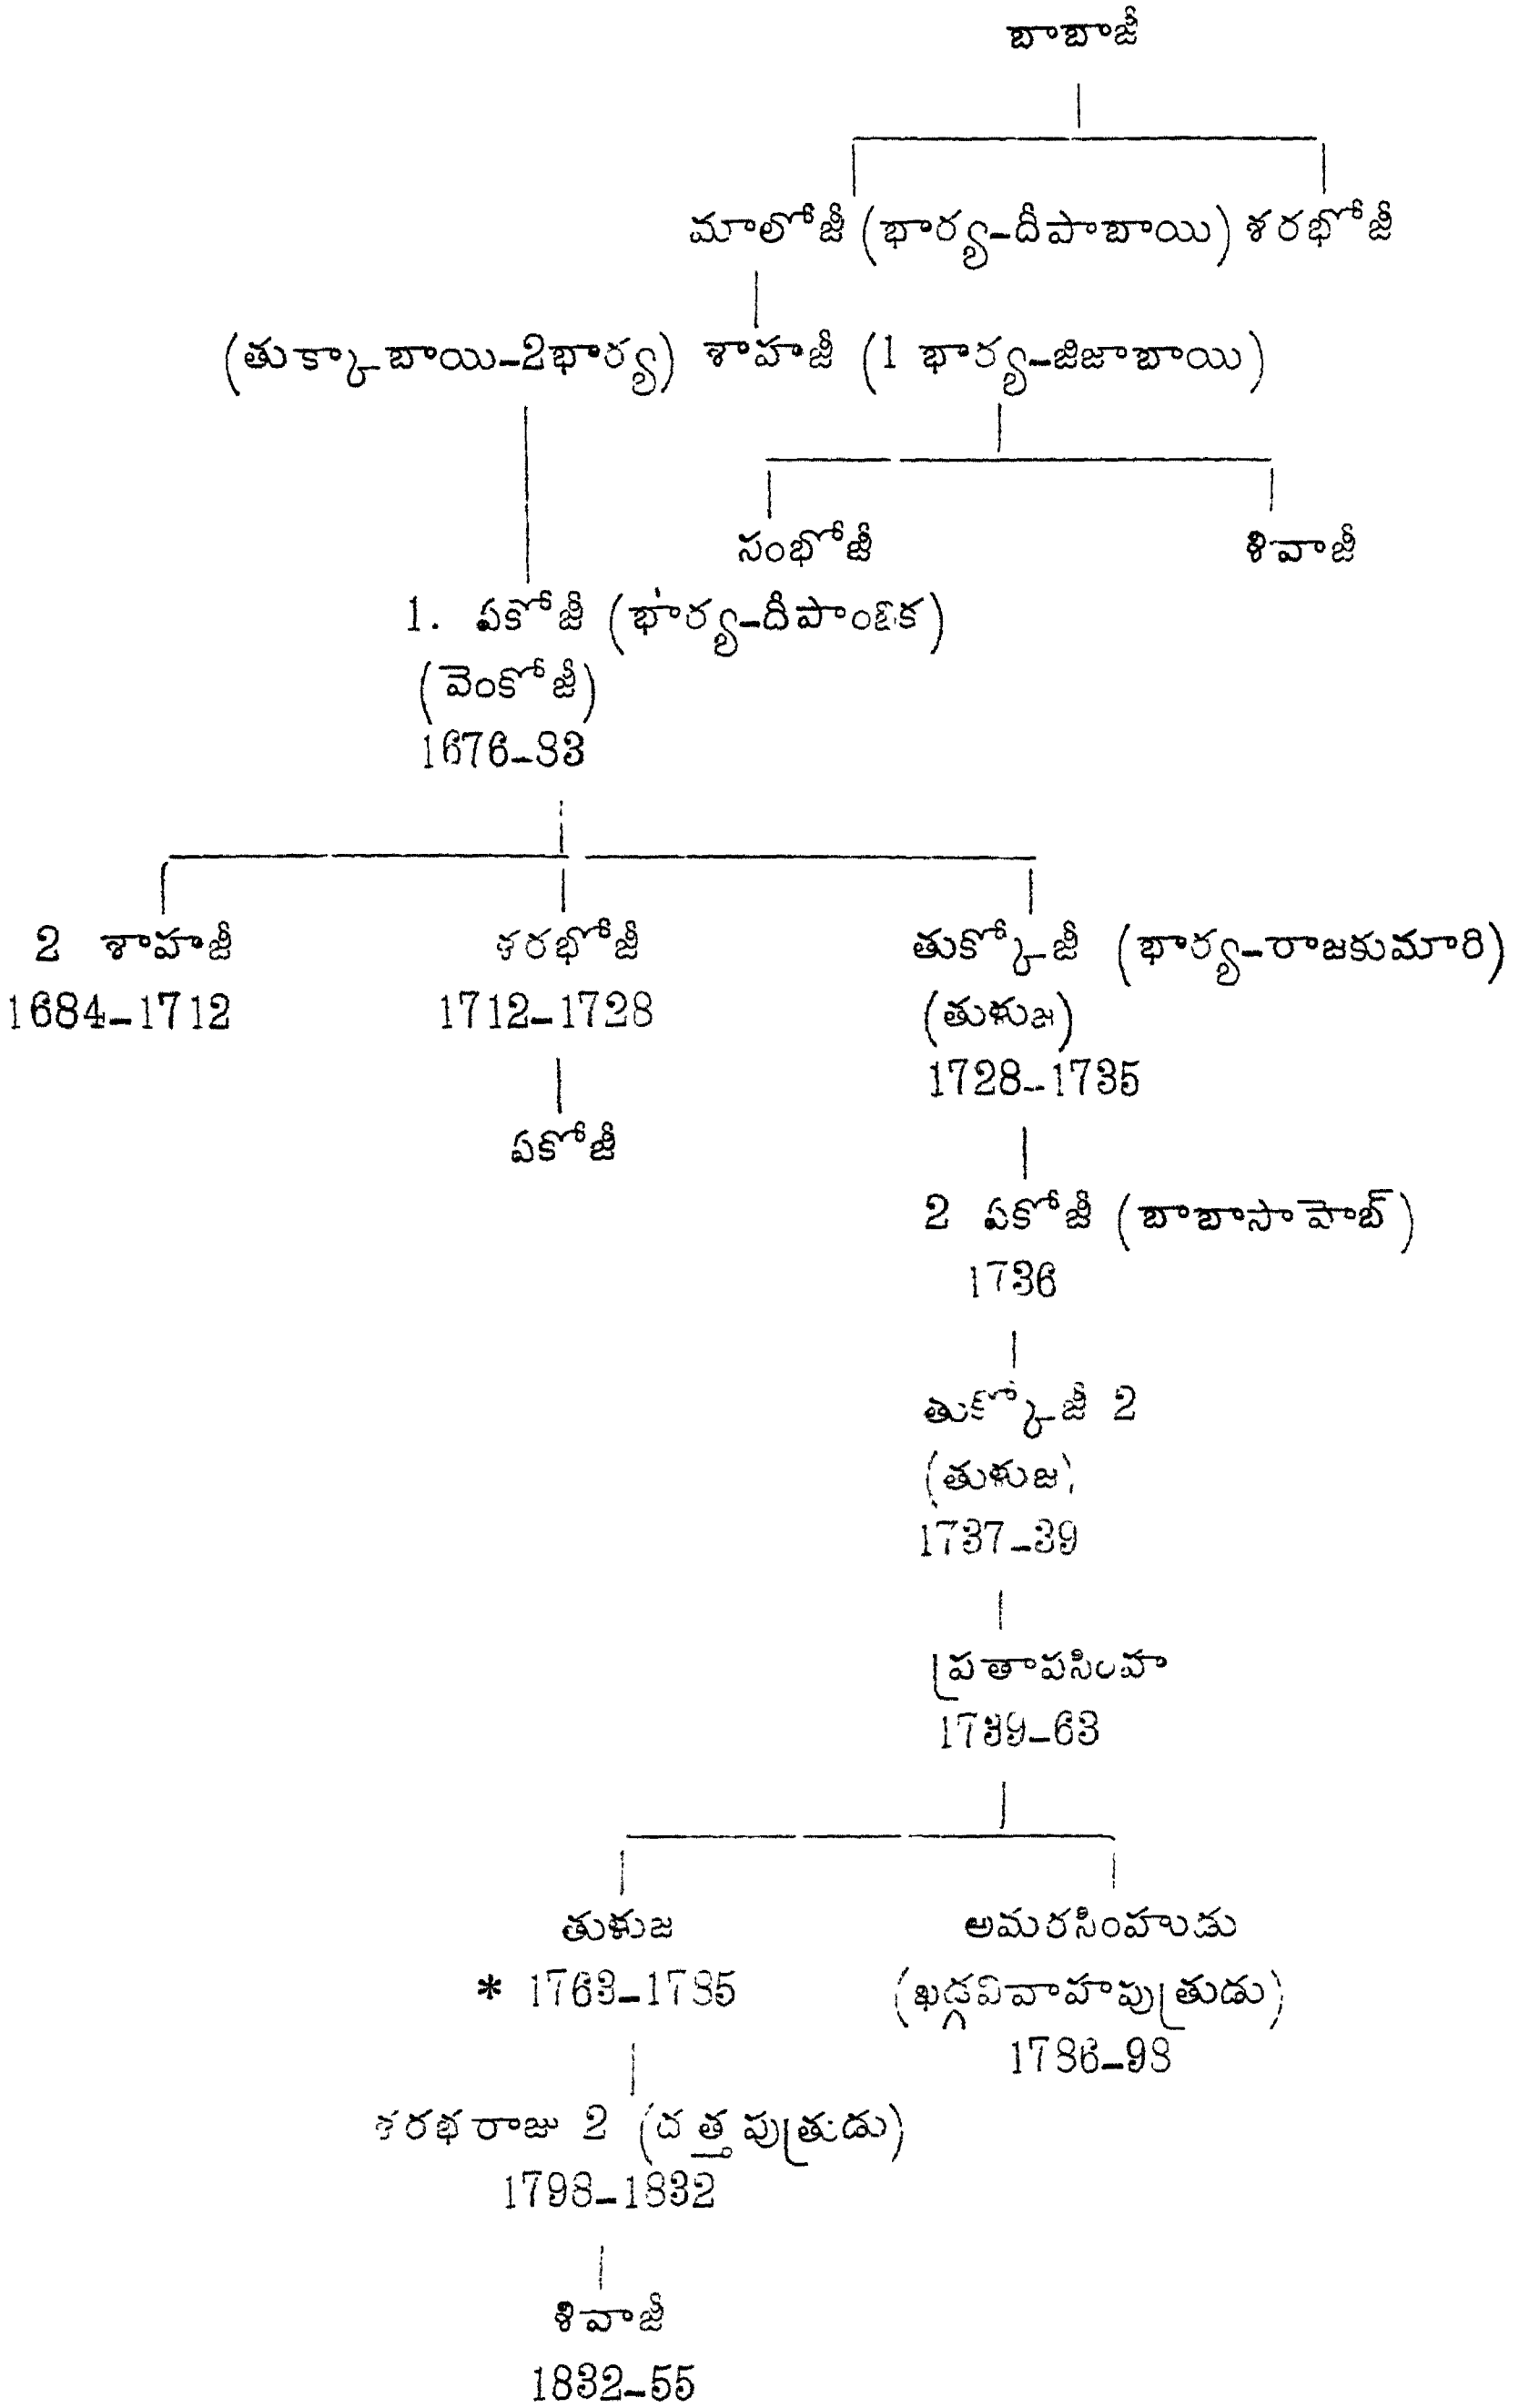 బాబాజీ
మాలోజీ (భార్య-దీపాబాయి) శరభోజీ
(తుక్కాబాయి-2భార్య) శాహజీ (1 భార్య-జిజాబాయి)
సంభోజీ శివాజీ
1. ఏకోజీ (భార్య-దీపాంబిక)
(వెంకోజీ)
1676-83
2 శాహజీ శరభోజీ తుక్కోజీ (భార్య-రాజకుమారి)
1684-1712 1712-1728 (తుళుజ)
1728-1735
ఏకోజీ
2 ఏకోజీ (బాబాసాహెబ్)
1736
తుక్కోజీ 2
(తుళుజ)
1737-39
ప్రతాపసింహ
1739-63
తుళుజ అమరసింహుడు
* 1763-1785 (ఖడ్గవివాహపుత్రుడు)
1786-98
శరభరాజు 2 (దత్తపుత్రుడు)
1798-1832
శివాజీ
1832-55